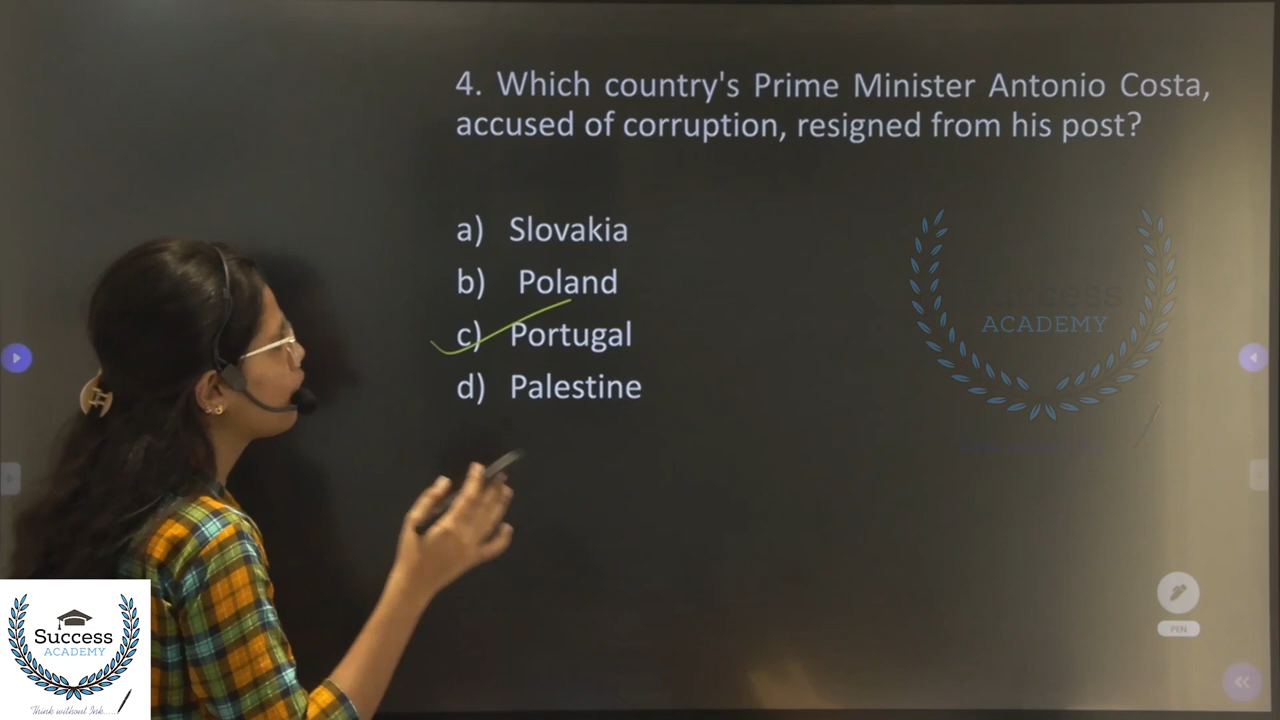 4. Which country's Prime Minister Antonio Costa,
accused of corruption, resigned from his post?
a) Slovakia
b) Poland
c) Portugal
d) Palestine
Success
ACADEMY
PEN
Success
ACADEMY
Think without Ink.....